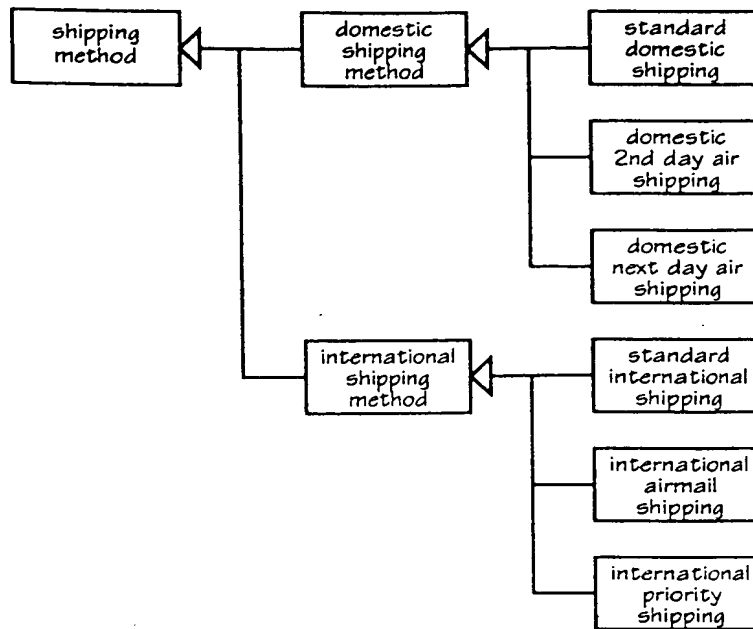 shipping
method
domestic
shipping
method
standard
domestic
shipping
domestic
2nd day air
shipping
domestic
next day air
shipping
international
shipping
method
standard
international
shipping
international
airmail
shipping
international
priority
shipping